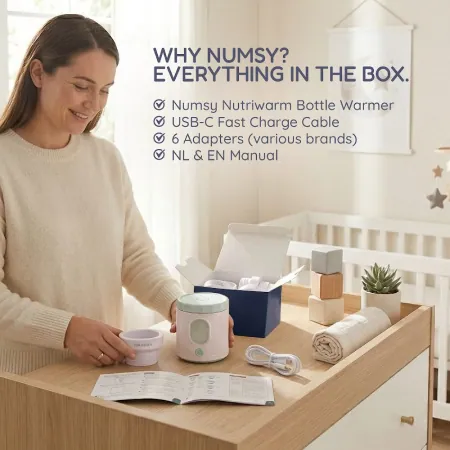 WHY NUMSY?
EVERYTHING IN THE BOX.
Numsy Nutriwarm Bottle Warmer
USB-C Fast Charge Cable
6 Adapters (various brands)
NL & EN Manual